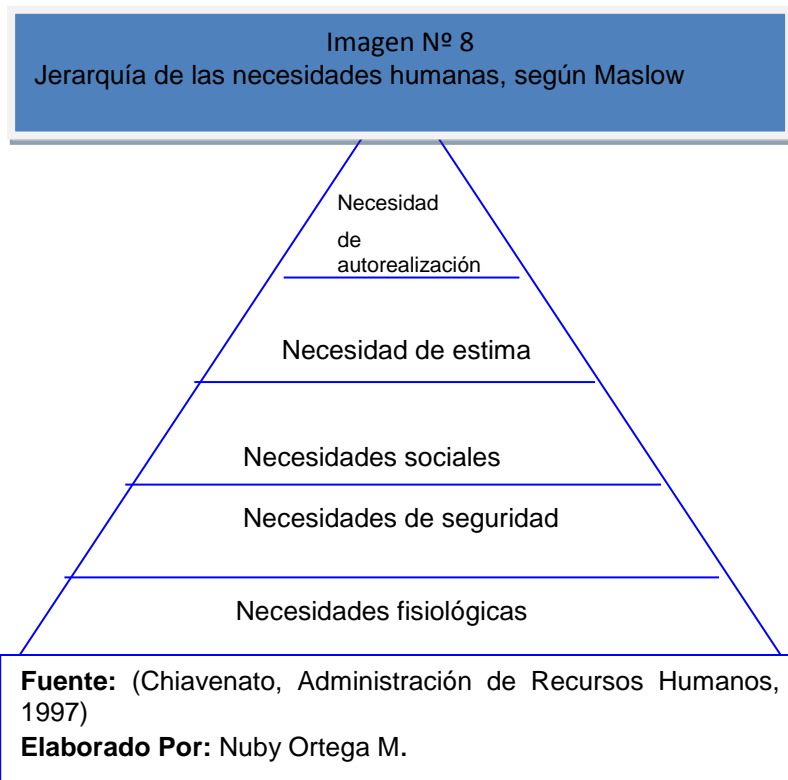 Imagen Nº 8
Jerarquía de las necesidades humanas, según Maslow
Necesidad
de
autorealización
Necesidad de estima
Necesidades sociales
Necesidades de seguridad
Necesidades fisiológicas
Fuente: (Chiavenato, Administración de Recursos Humanos,
1997)
Elaborado Por: Nuby Ortega M.